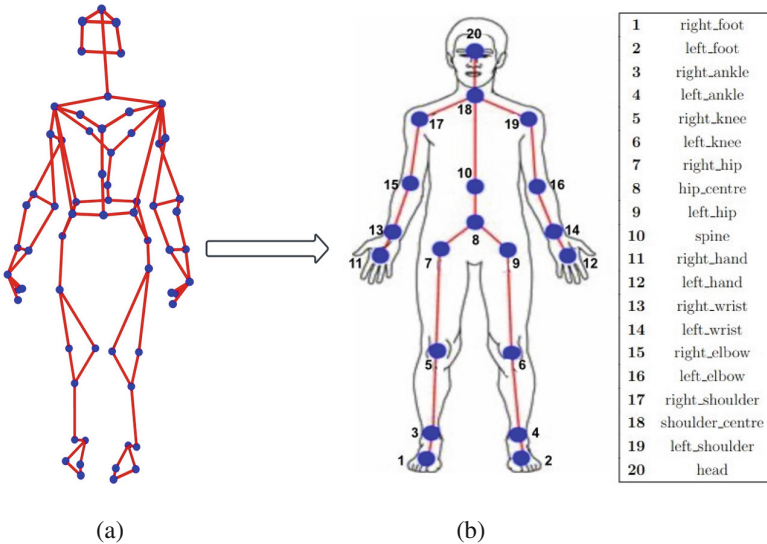 20
18
17
19
15
10
16
13
14
8
11
7
9
12
5
6
3
4
1
2
1 right_foot
2 left_foot
3 right_ankle
4 left_ankle
5 right_knee
6 left_knee
7 right_hip
8 hip_centre
9 left_hip
10 spine
11 right_hand
12 left_hand
13 right_wrist
14 left_wrist
15 right_elbow
16 left_elbow
17 right_shoulder
18 shoulder_centre
19 left_shoulder
20 head
(a)
(b)